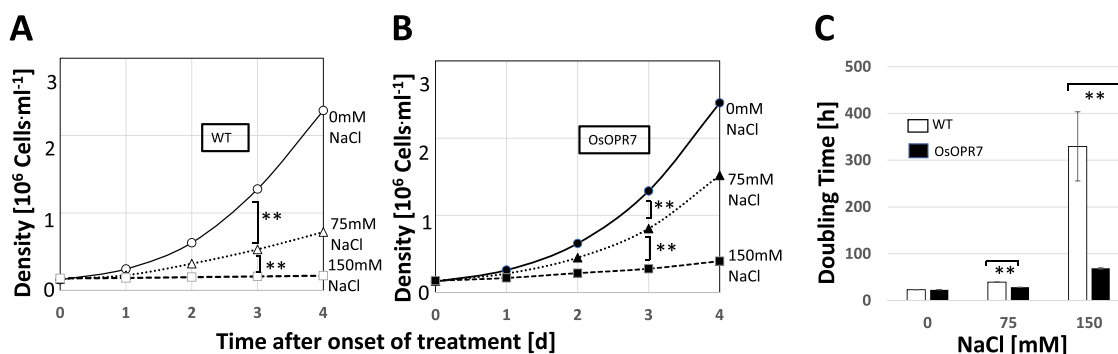 A
Density [10⁶ Cells·ml⁻¹]
3
2
1
0
WT
0mM
NaCl
75mM
NaCl
150mM
NaCl
**
**
0 1 2 3 4
B
Density [10⁶ Cells·ml⁻¹]
3
2
1
0
OsOPR7
0mM
NaCl
75mM
NaCl
150mM
NaCl
**
**
0 1 2 3 4
Time after onset of treatment [d]
C
Doubling Time [h]
500
400
300
200
100
0
WT
OsOPR7
**
**
0 75 150
NaCl [mM]